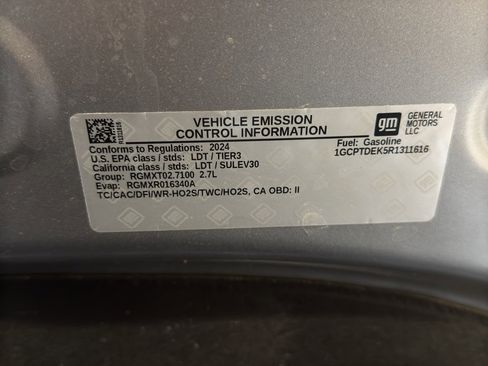 VEHICLE EMISSION
CONTROL INFORMATION
gm
GENERAL
MOTORS
LLC
Conforms to Regulations: 2024
Fuel: Gasoline
U.S. EPA class / stds: LDT / TIER3
1GCPTDEK5R1311616
California class / stds: LDT / SULEV30
Group: RGMXT02.7100 2.7L
Evap: RGMXR016340A
TC/CAC/DFI/WR-HO2S/TWC/HO2S, CA OBD: II